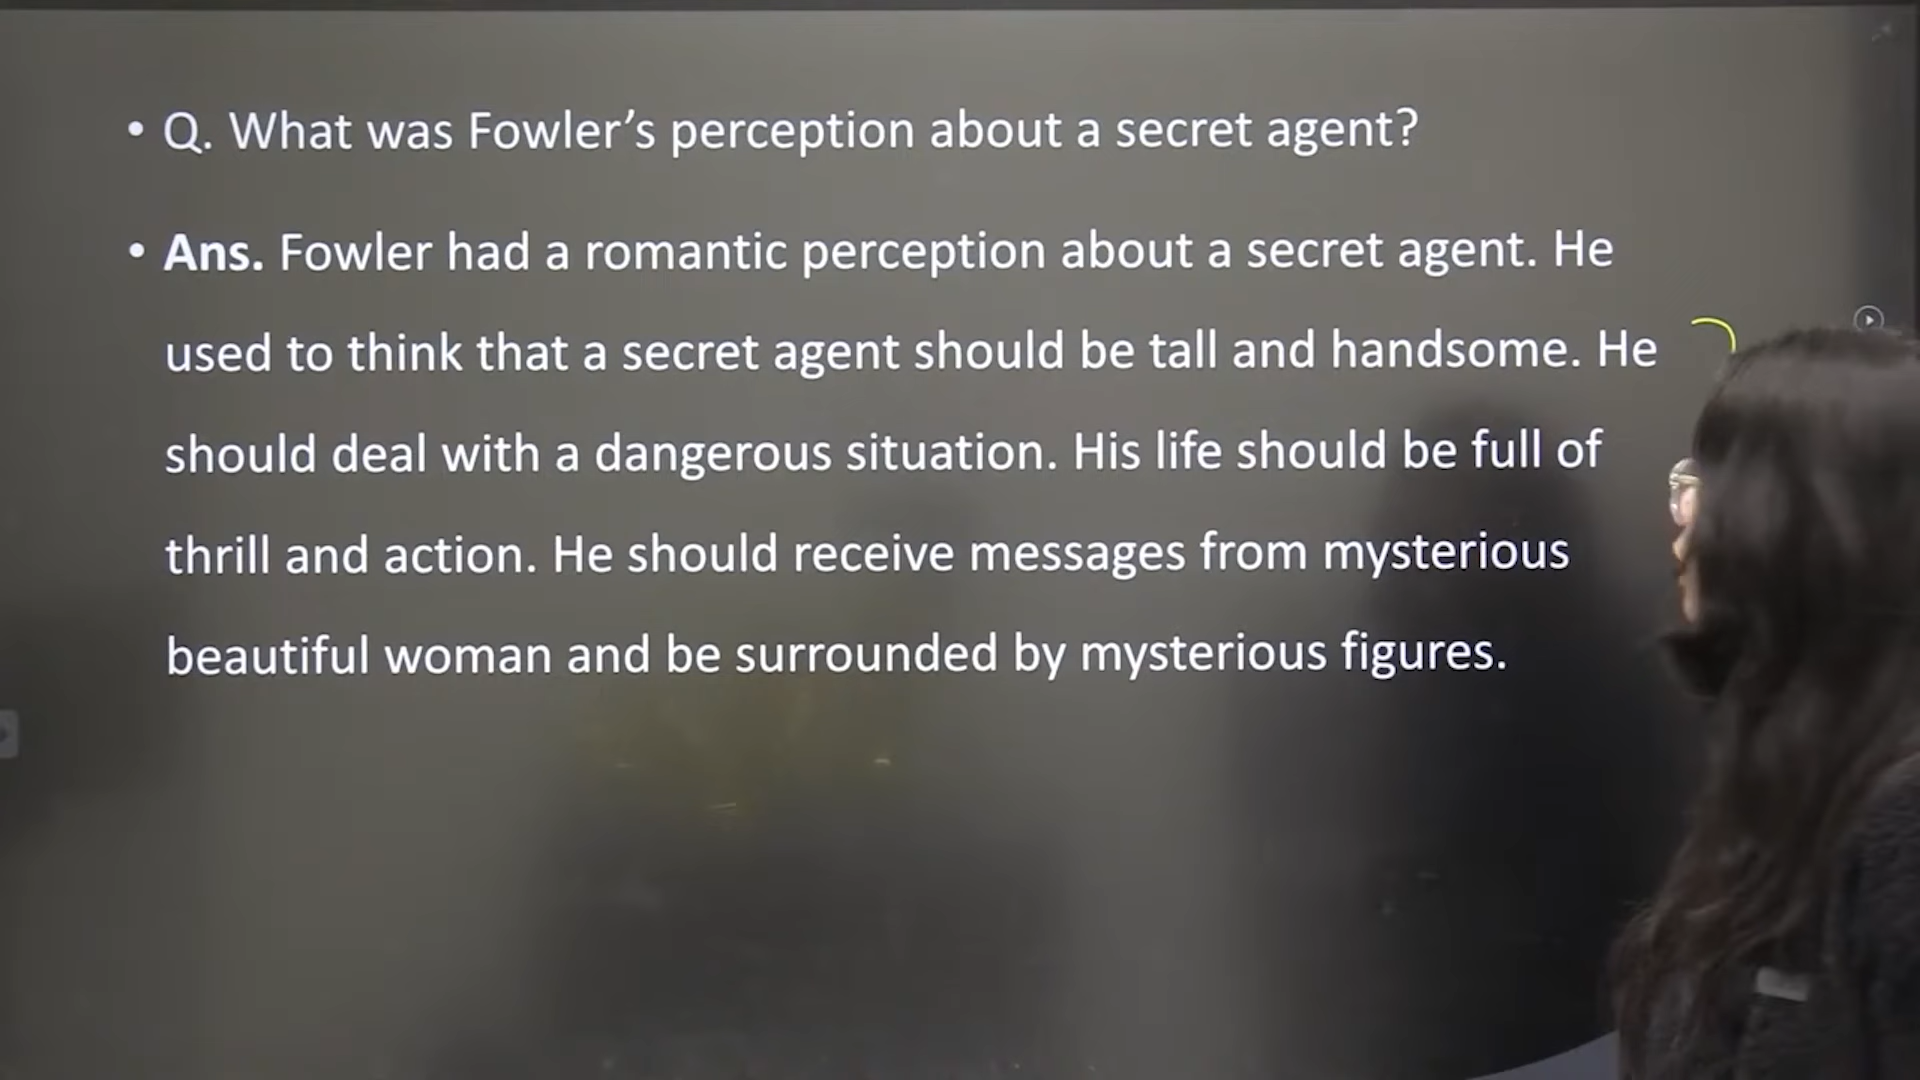 • Q. What was Fowler’s perception about a secret agent?
• Ans. Fowler had a romantic perception about a secret agent. He
used to think that a secret agent should be tall and handsome. He
should deal with a dangerous situation. His life should be full of
thrill and action. He should receive messages from mysterious
beautiful woman and be surrounded by mysterious figures.